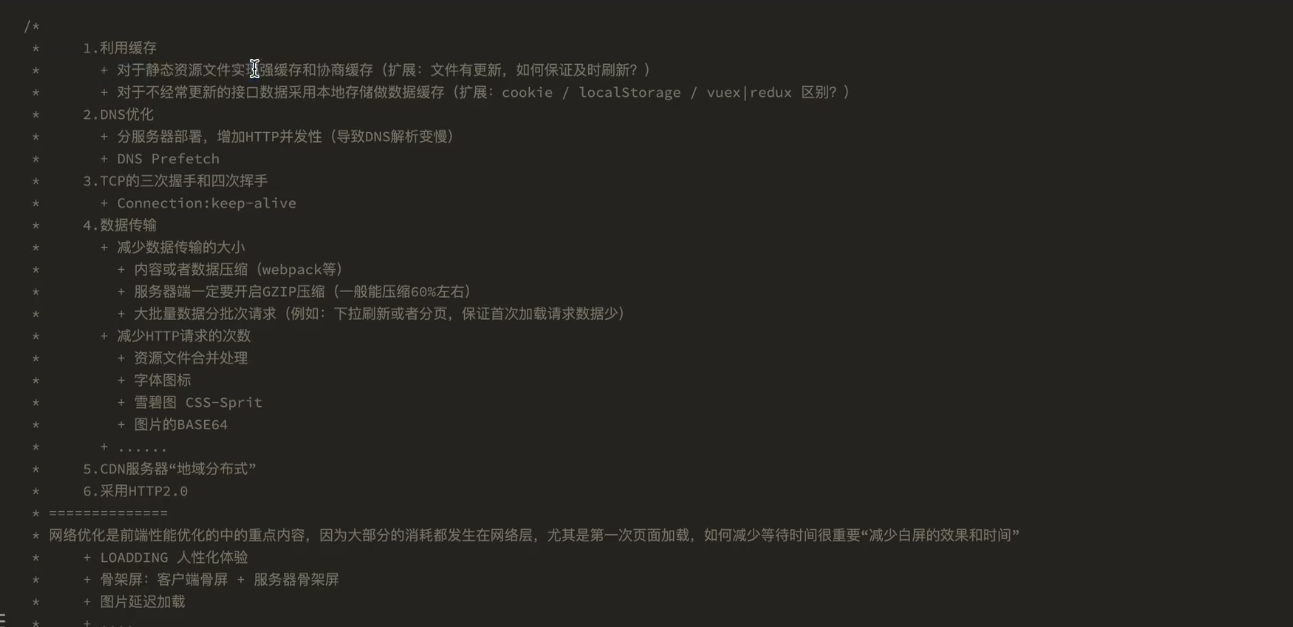 /*
* 1.利用缓存
* + 对于静态资源文件实现强缓存和协商缓存（扩展：文件有更新，如何保证及时刷新？）
* + 对于不经常更新的接口数据采用本地存储做数据缓存（扩展：cookie / localStorage / vuex|redux 区别？）
* 2.DNS优化
* + 分服务器部署，增加HTTP并发性（导致DNS解析变慢）
* + DNS Prefetch
* 3.TCP的三次握手和四次挥手
* + Connection:keep-alive
* 4.数据传输
* + 减少数据传输的大小
* + 内容或者数据压缩（webpack等）
* + 服务器端一定要开启GZIP压缩（一般能压缩60%左右）
* + 大批量数据分批次请求（例如：下拉刷新或者分页，保证首次加载请求数据少）
* + 减少HTTP请求的次数
* + 资源文件合并处理
* + 字体图标
* + 雪碧图 CSS-Sprit
* + 图片的BASE64
* + ......
* 5.CDN服务器“地域分布式”
* 6.采用HTTP2.0
* ==============
* 网络优化是前端性能优化的中的重点内容，因为大部分的消耗都发生在网络层，尤其是第一次页面加载，如何减少等待时间很重要“减少白屏的效果和时间”
* + LOADDING 人性化体验
* + 骨架屏：客户端骨屏 + 服务器骨架屏
* + 图片延迟加载
* + ....